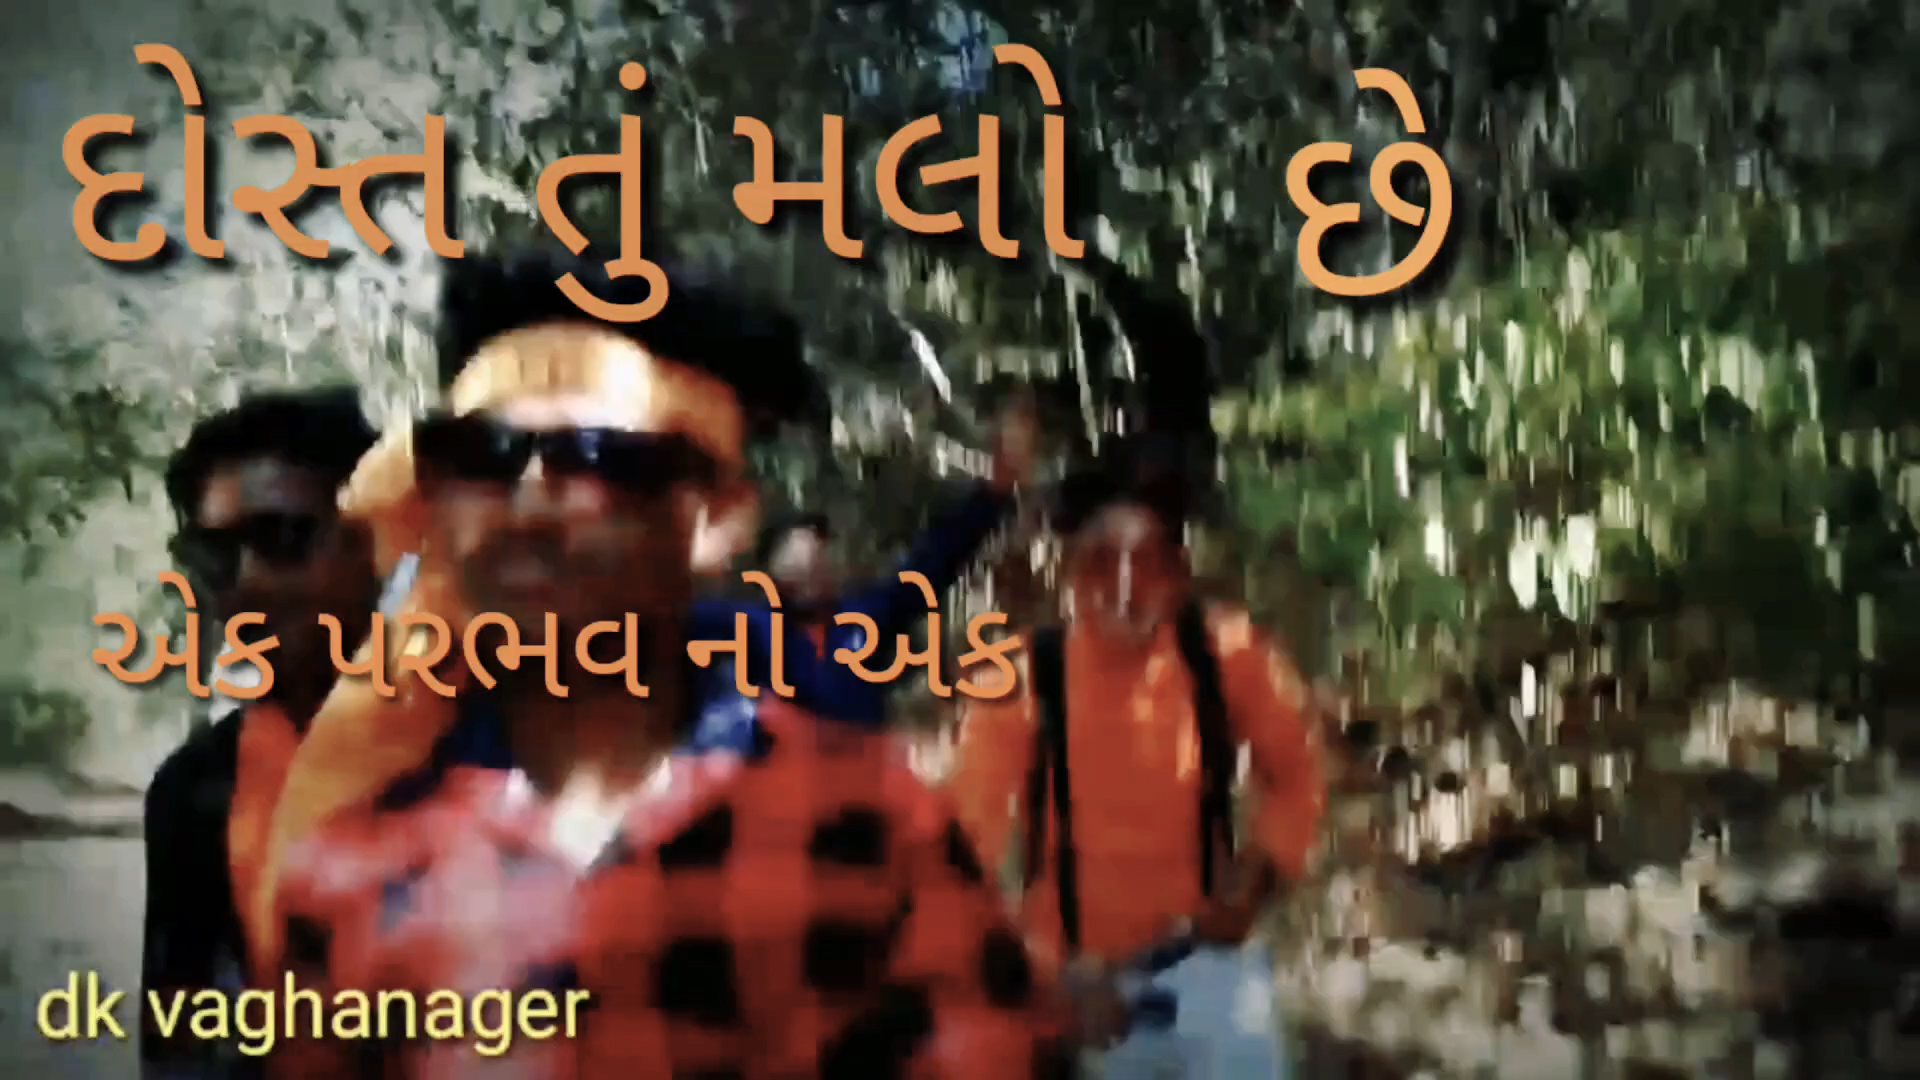 દોસ્ત તું મલો છે
એક પરભવ નો એક
dk vaghanager